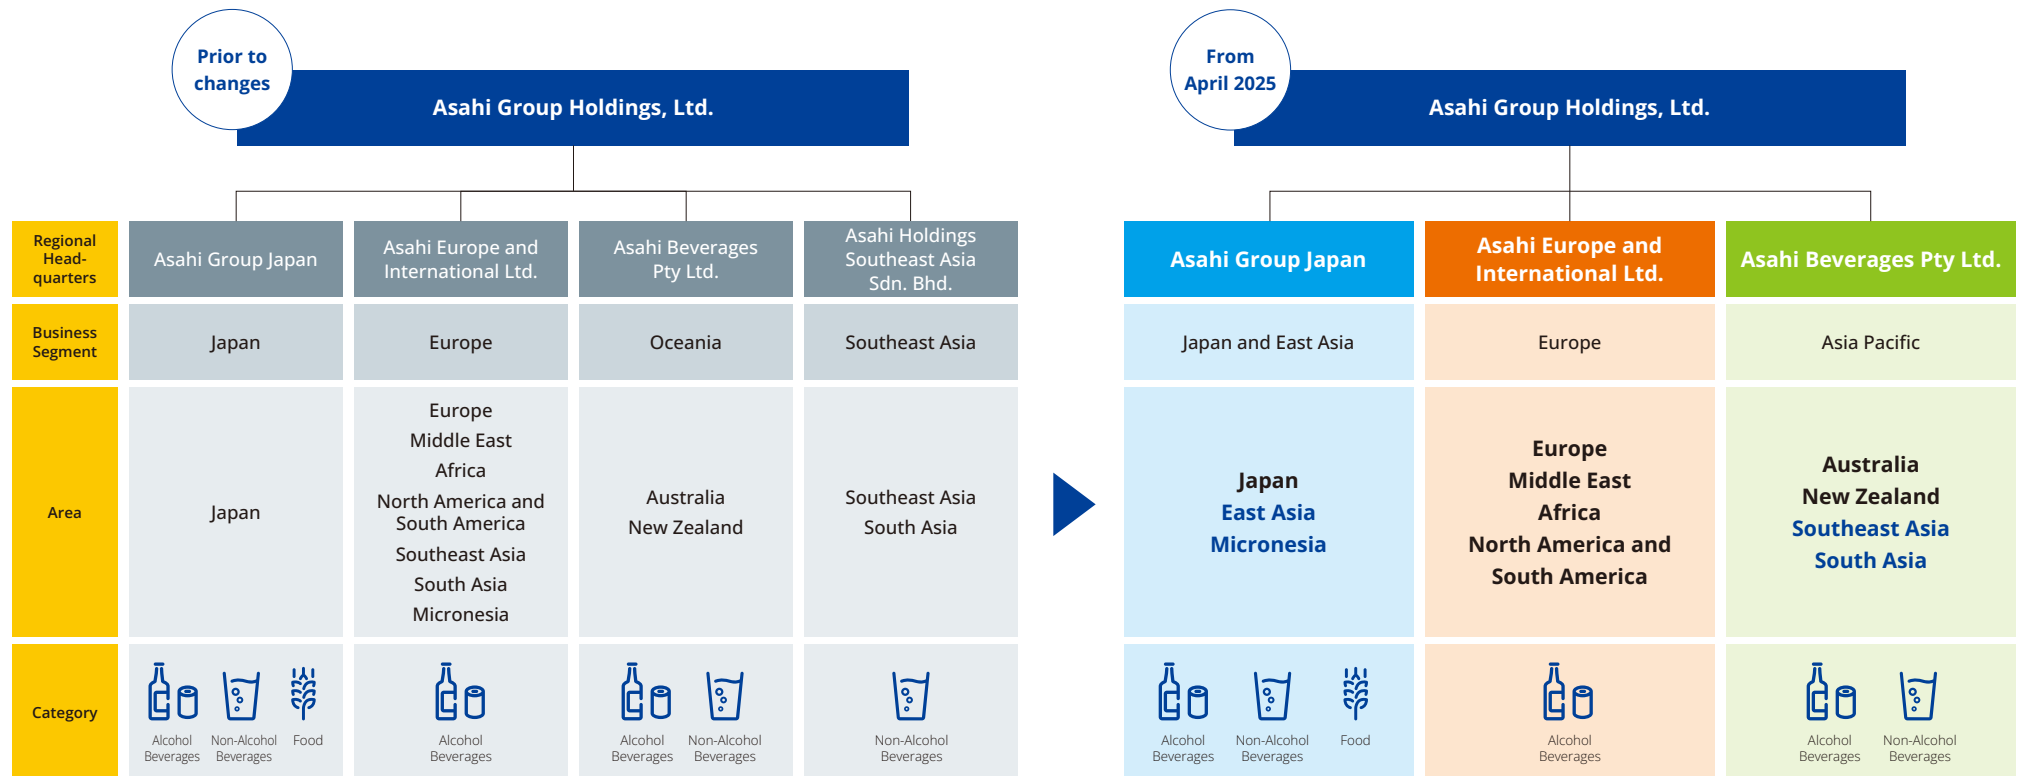 Prior to
changes
Asahi Group Holdings, Ltd.
Regional
Head-
quarters
Asahi Group Japan
Asahi Europe and
International Ltd.
Asahi Beverages
Pty Ltd.
Asahi Holdings
Southeast Asia
Sdn. Bhd.
Business
Segment
Japan
Europe
Oceania
Southeast Asia
Area
Japan
Europe
Middle East
Africa
North America and
South America
Southeast Asia
South Asia
Micronesia
Australia
New Zealand
Southeast Asia
South Asia
Category
Alcohol
Beverages
Non-Alcohol
Beverages
Food
Alcohol
Beverages
Alcohol
Beverages
Non-Alcohol
Beverages
Non-Alcohol
Beverages
From
April 2025
Asahi Group Holdings, Ltd.
Asahi Group Japan
Asahi Europe and
International Ltd.
Asahi Beverages Pty Ltd.
Japan and East Asia
Europe
Asia Pacific
Japan
East Asia
Micronesia
Europe
Middle East
Africa
North America and
South America
Australia
New Zealand
Southeast Asia
South Asia
Alcohol
Beverages
Non-Alcohol
Beverages
Food
Alcohol
Beverages
Alcohol
Beverages
Non-Alcohol
Beverages